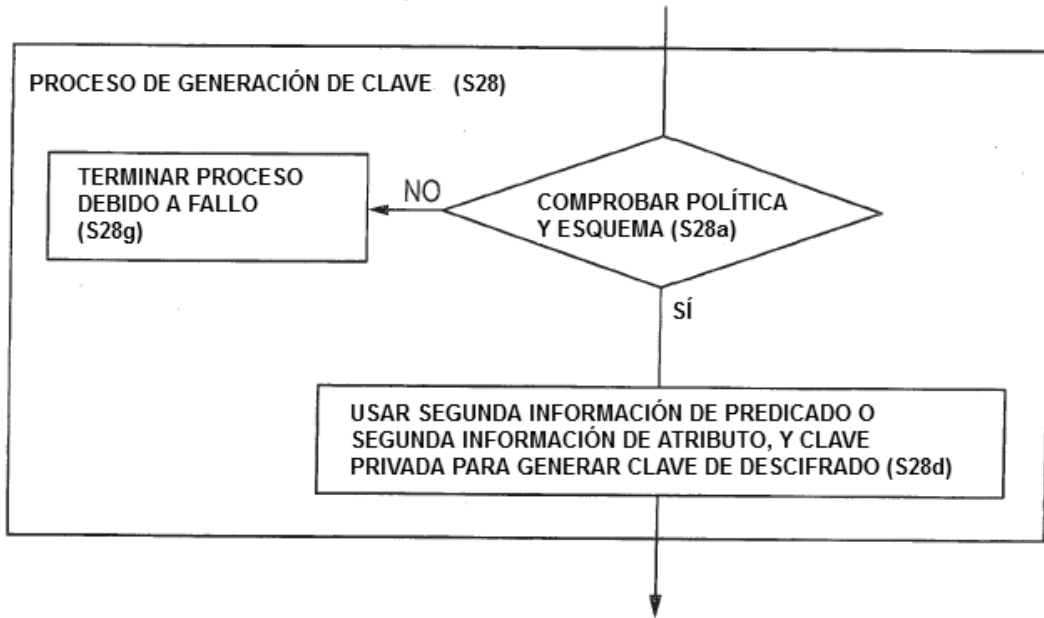 PROCESO DE GENERACIÓN DE CLAVE (S28)
TERMINAR PROCESO
DEBIDO A FALLO
(S28g)
NO
COMPROBAR POLÍTICA
Y ESQUEMA (S28a)
SÍ
USAR SEGUNDA INFORMACIÓN DE PREDICADO O
SEGUNDA INFORMACIÓN DE ATRIBUTO, Y CLAVE
PRIVADA PARA GENERAR CLAVE DE DESCIFRADO (S28d)